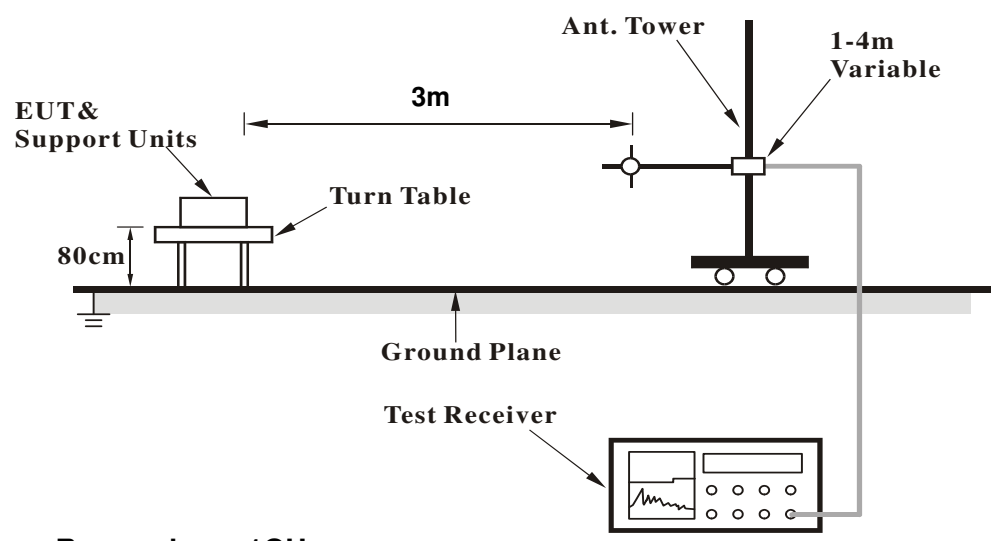 Ant. Tower
1-4m
Variable
3m
EUT&
Support Units
Turn Table
80cm
Ground Plane
Test Receiver